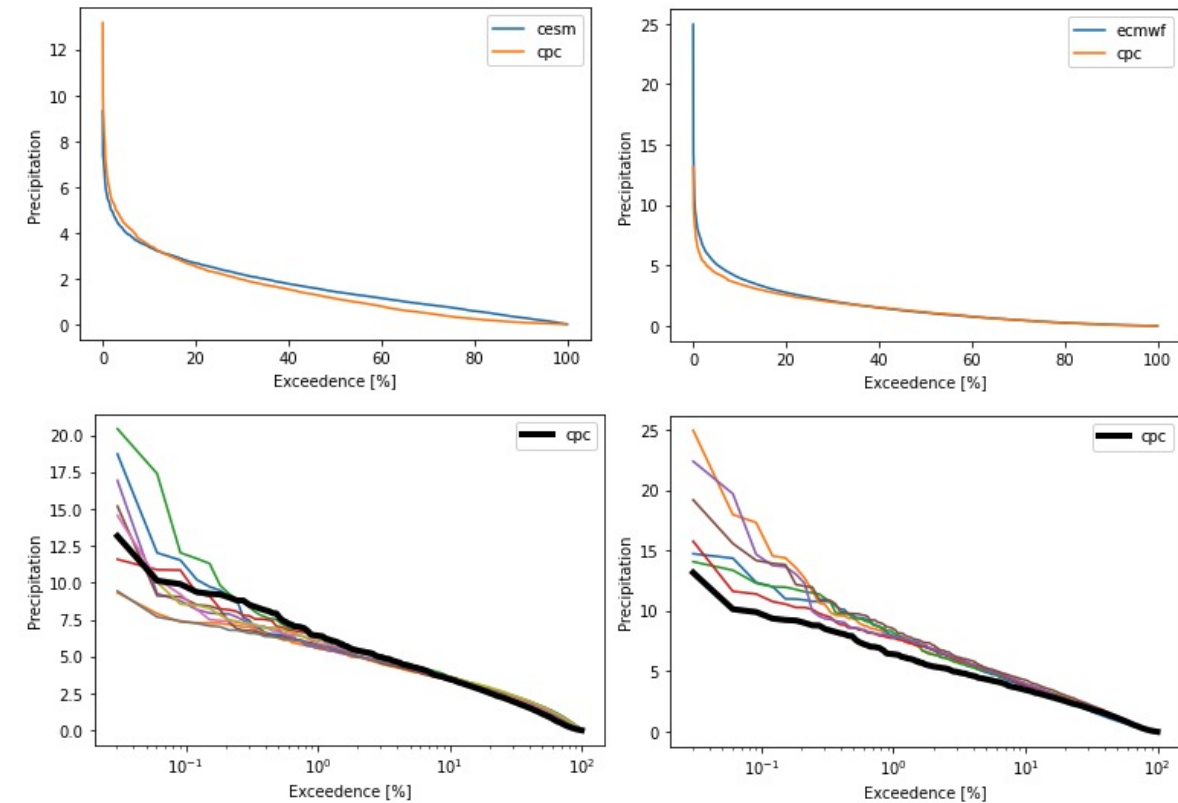 cesm
cpc
12
10
8
6
4
2
0
Precipitation
0 20 40 60 80 100
Exceedence [%]
ecmwf
cpc
25
20
15
10
5
0
Precipitation
0 20 40 60 80 100
Exceedence [%]
cpc
20.0
17.5
15.0
12.5
10.0
7.5
5.0
2.5
0.0
Precipitation
10⁻¹ 10⁰ 10¹ 10²
Exceedence [%]
cpc
25
20
15
10
5
0
Precipitation
10⁻¹ 10⁰ 10¹ 10²
Exceedence [%]